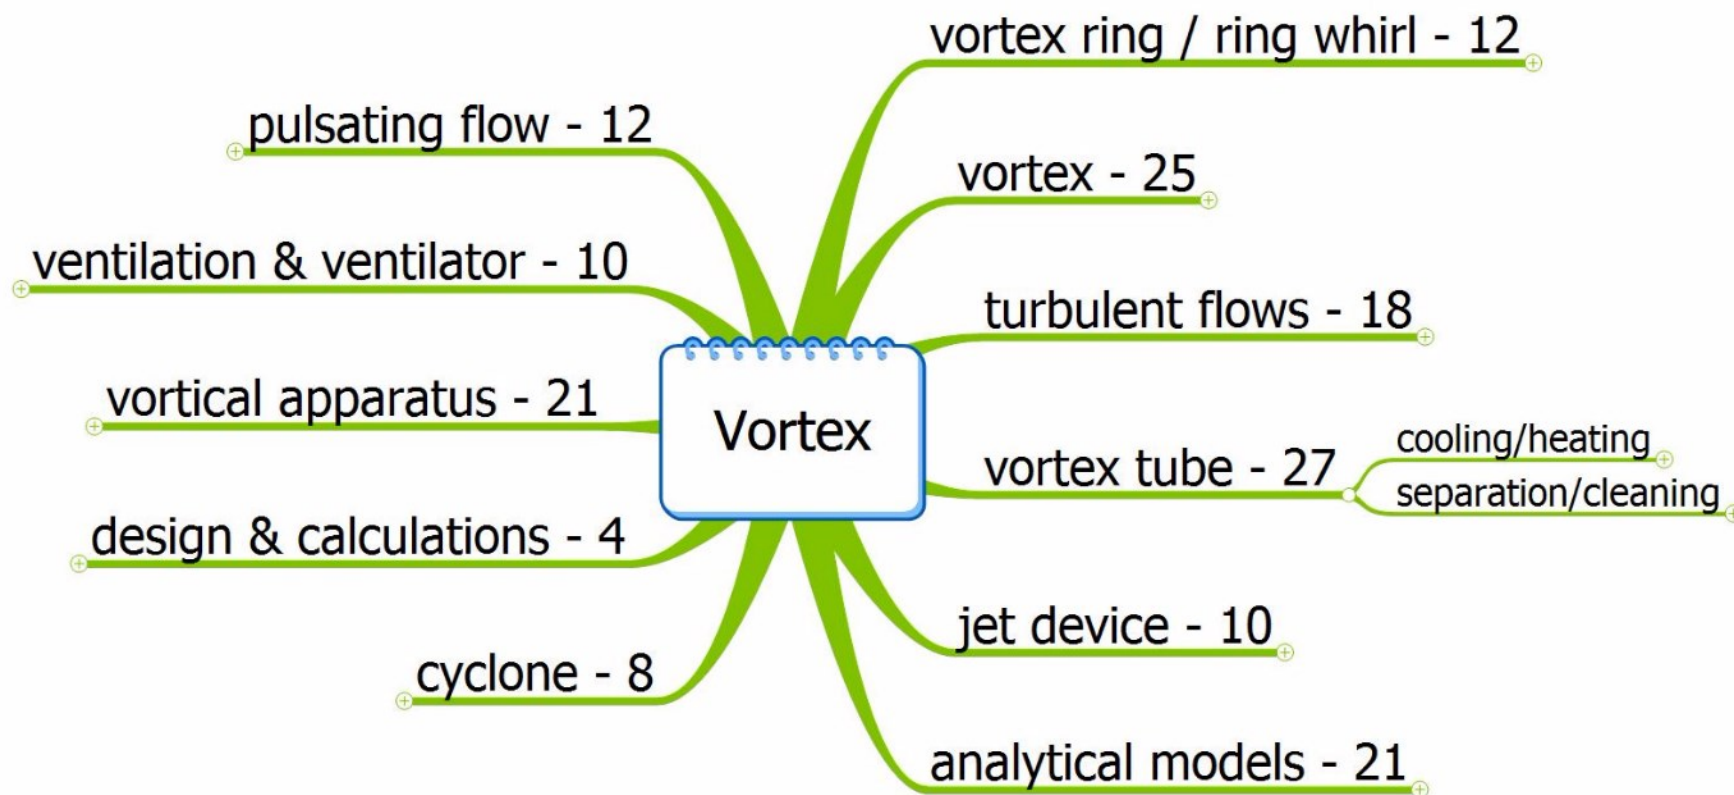 vortex ring / ring whirl - 12
pulsating flow - 12
vortex - 25
ventilation & ventilator - 10
turbulent flows - 18
vortical apparatus - 21
Vortex
vortex tube - 27
cooling/heating
separation/cleaning
design & calculations - 4
jet device - 10
cyclone - 8
analytical models - 21